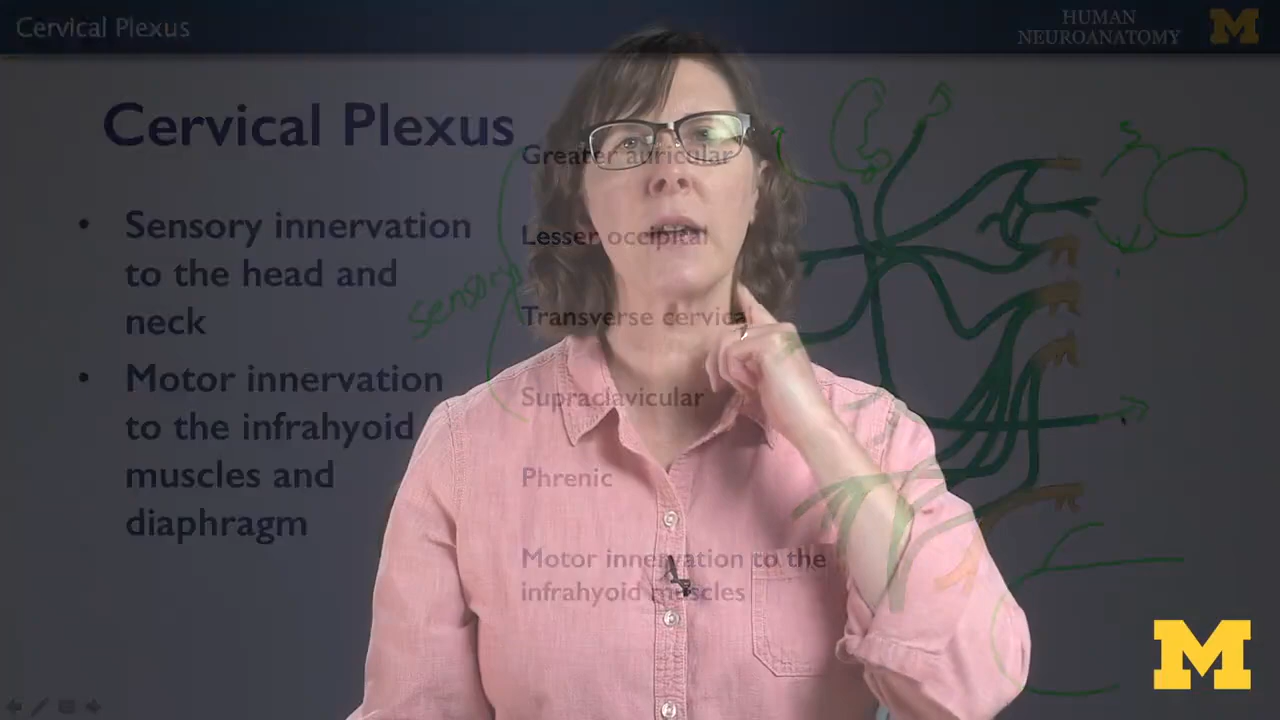 Cervical Plexus
HUMAN
NEUROANATOMY
M
Cervical Plexus
• Sensory innervation
to the head and
neck
• Motor innervation
to the infrahyoid
muscles and
diaphragm
sensory
Greater auricular
Lesser occipital
Transverse cervical
Supraclavicular
Phrenic
Motor innervation to the
infrahyoid muscles
M